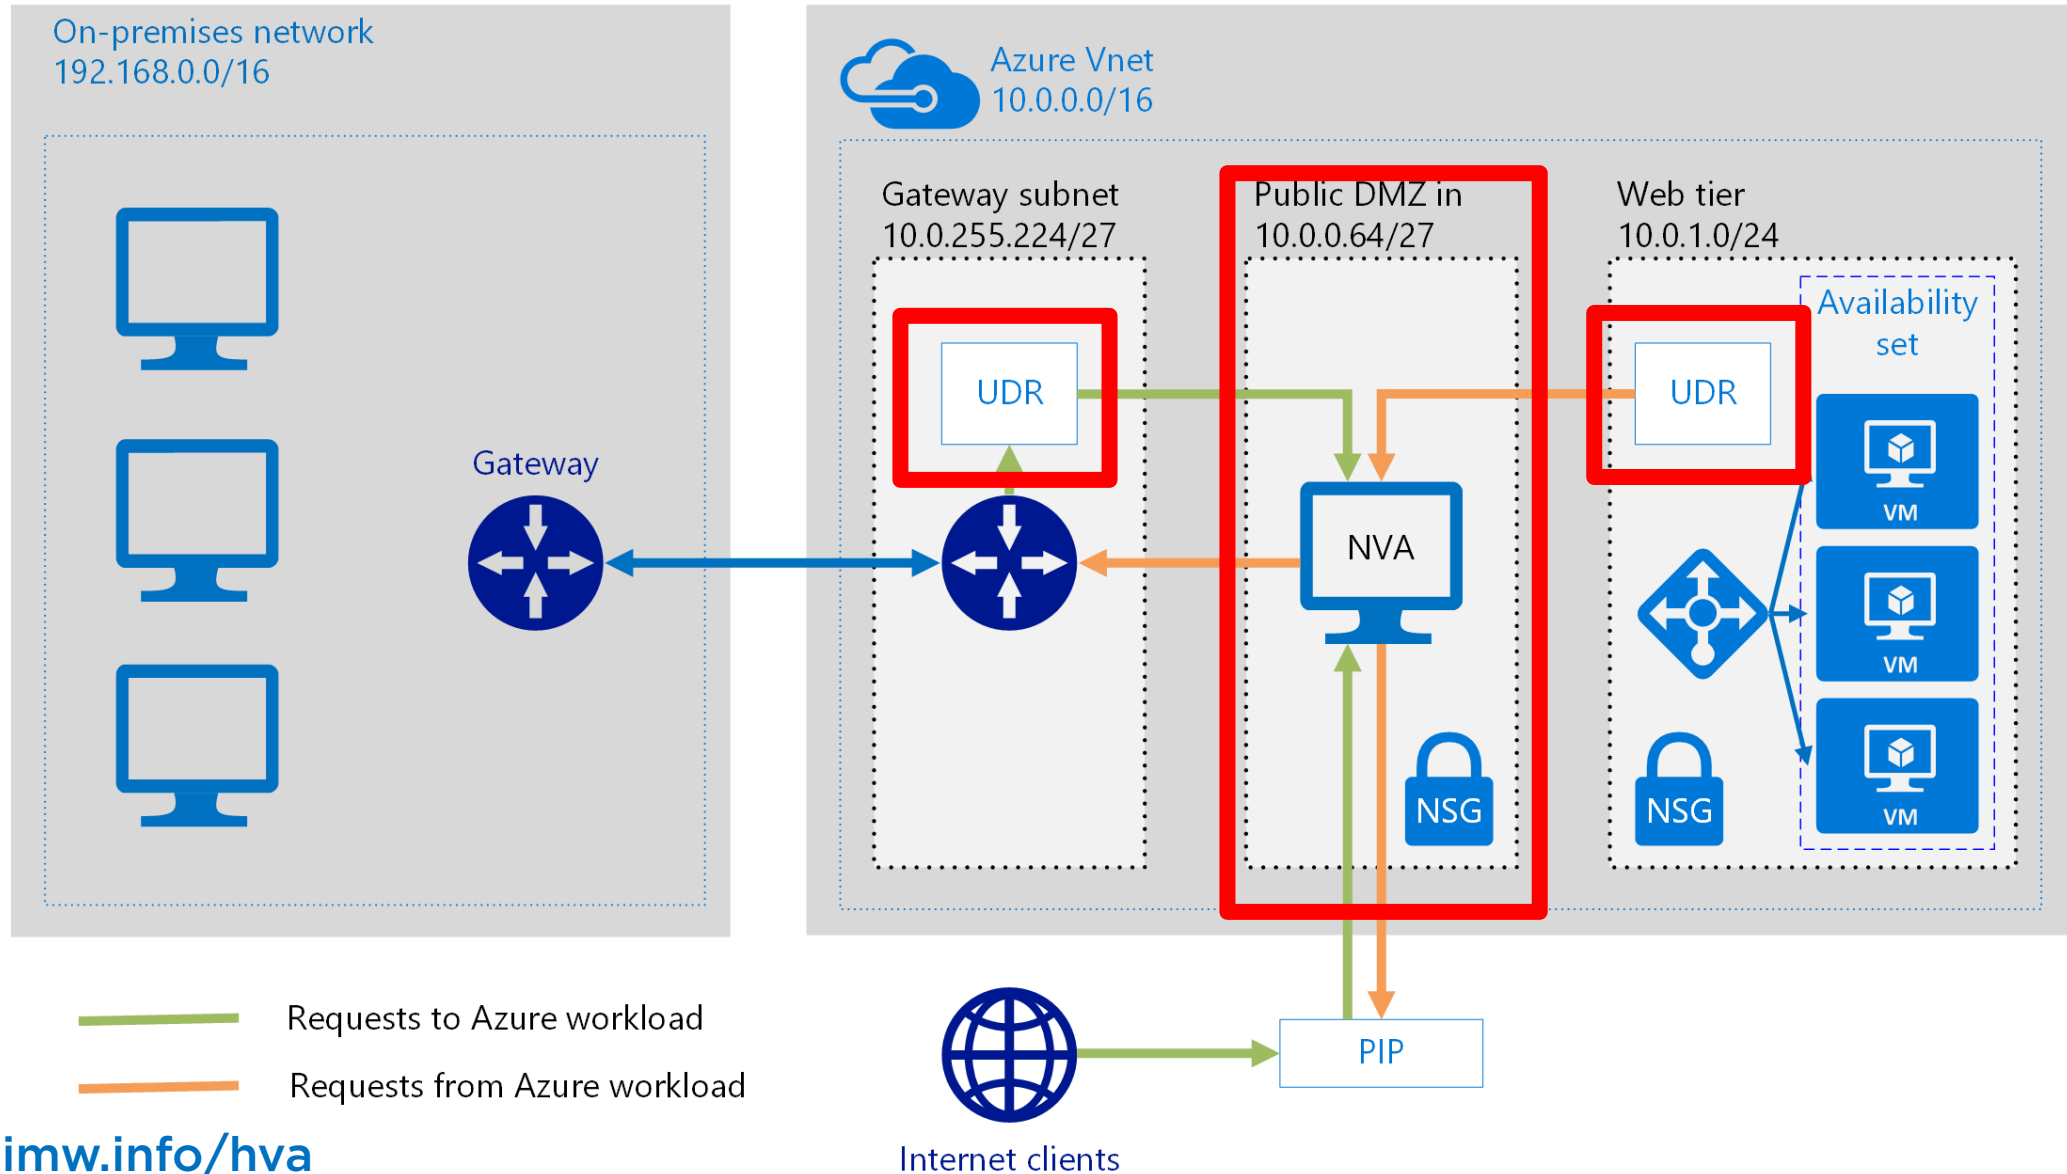 On-premises network
192.168.0.0/16
Azure Vnet
10.0.0.0/16
Gateway subnet
10.0.255.224/27
Public DMZ in
10.0.0.64/27
Web tier
10.0.1.0/24
Availability
set
UDR
UDR
Gateway
NVA
VM
VM
VM
NSG
NSG
Requests to Azure workload
Requests from Azure workload
PIP
Internet clients
imw.info/hva